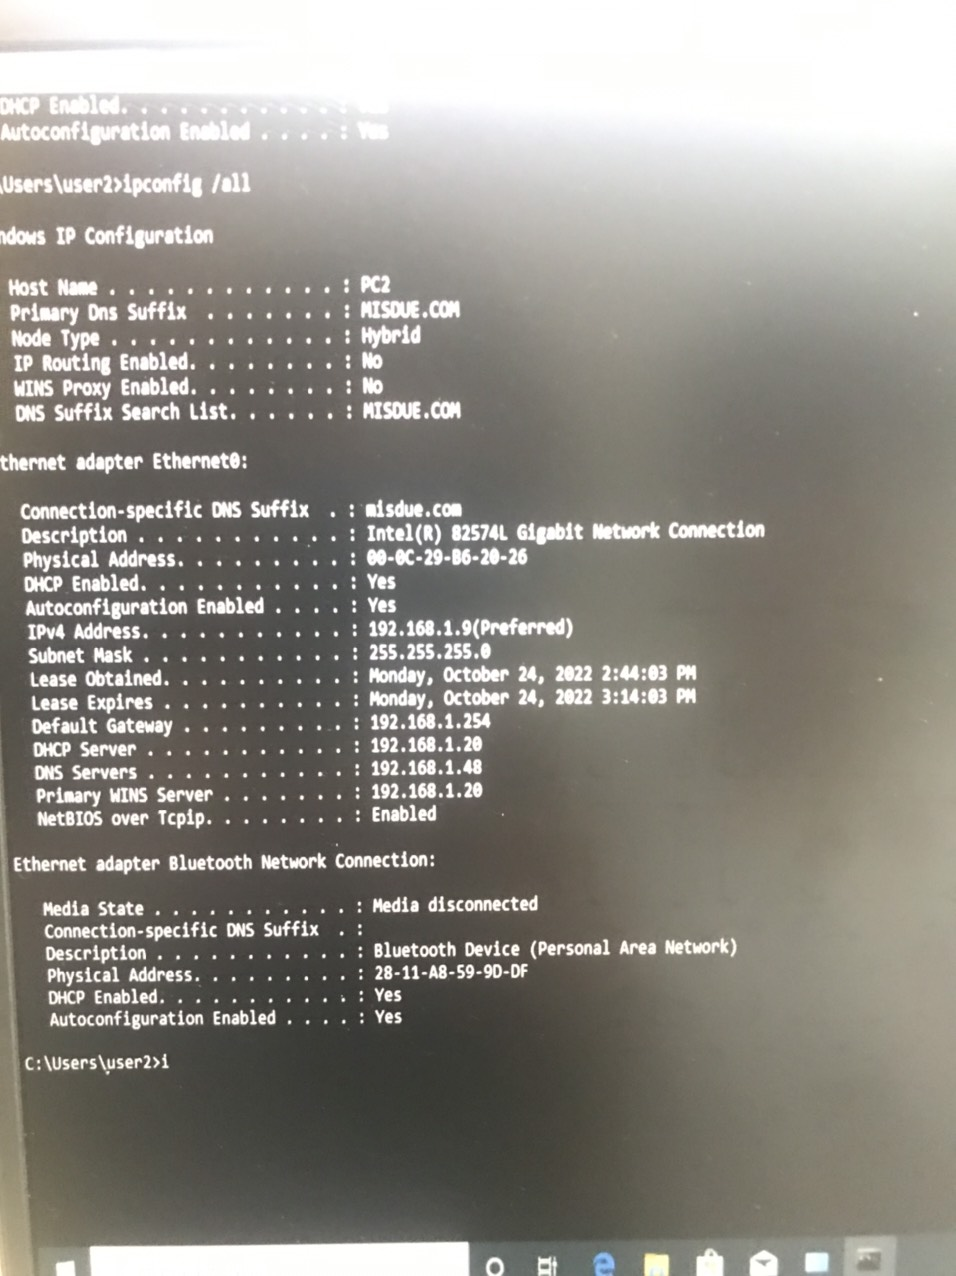 DHCP Enabled. . . . . . . . . . . :
Autoconfiguration Enabled . . . . : Yes
\Users\user2>ipconfig /all
ndows IP Configuration
Host Name . . . . . . . . . . . . : PC2
Primary Dns Suffix . . . . . . . : MISDUE.COM
Node Type . . . . . . . . . . . . : Hybrid
IP Routing Enabled. . . . . . . . : No
WINS Proxy Enabled. . . . . . . . : No
DNS Suffix Search List. . . . . . : MISDUE.COM
thernet adapter Ethernet0:
Connection-specific DNS Suffix . : misdue.com
Description . . . . . . . . . . . : Intel(R) 82574L Gigabit Network Connection
Physical Address. . . . . . . . . : 00-0C-29-B6-20-26
DHCP Enabled. . . . . . . . . . . : Yes
Autoconfiguration Enabled . . . . : Yes
IPv4 Address. . . . . . . . . . . : 192.168.1.9(Preferred)
Subnet Mask . . . . . . . . . . . : 255.255.255.0
Lease Obtained. . . . . . . . . . : Monday, October 24, 2022 2:44:03 PM
Lease Expires . . . . . . . . . . : Monday, October 24, 2022 3:14:03 PM
Default Gateway . . . . . . . . . : 192.168.1.254
DHCP Server . . . . . . . . . . . : 192.168.1.20
DNS Servers . . . . . . . . . . . : 192.168.1.48
Primary WINS Server . . . . . . . : 192.168.1.20
NetBIOS over Tcpip. . . . . . . . : Enabled
Ethernet adapter Bluetooth Network Connection:
Media State . . . . . . . . . . . : Media disconnected
Connection-specific DNS Suffix . :
Description . . . . . . . . . . . : Bluetooth Device (Personal Area Network)
Physical Address. . . . . . . . . : 28-11-A8-59-9D-DF
DHCP Enabled. . . . . . . . . . . : Yes
Autoconfiguration Enabled . . . . : Yes
C:\Users\user2>i